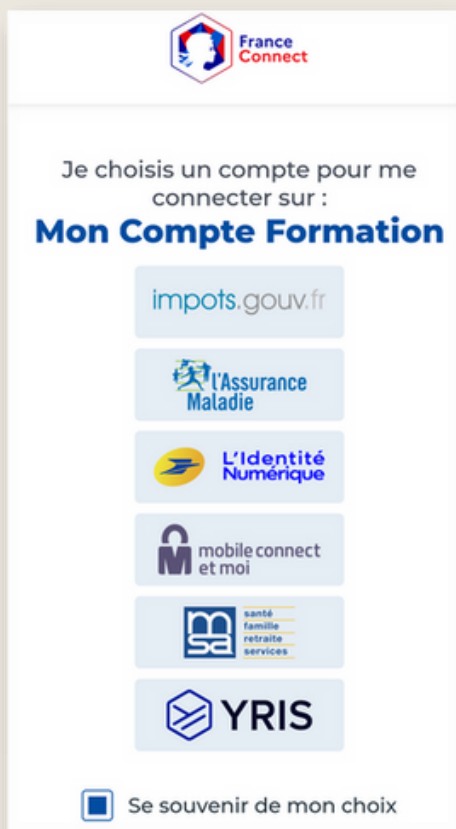 France
Connect
Je choisis un compte pour me
connecter sur :
Mon Compte Formation
impots.gouv.fr
l'Assurance
Maladie
L'Identité
Numérique
mobile connect
et moi
msa
santé
famille
retraite
services
YRIS
Se souvenir de mon choix